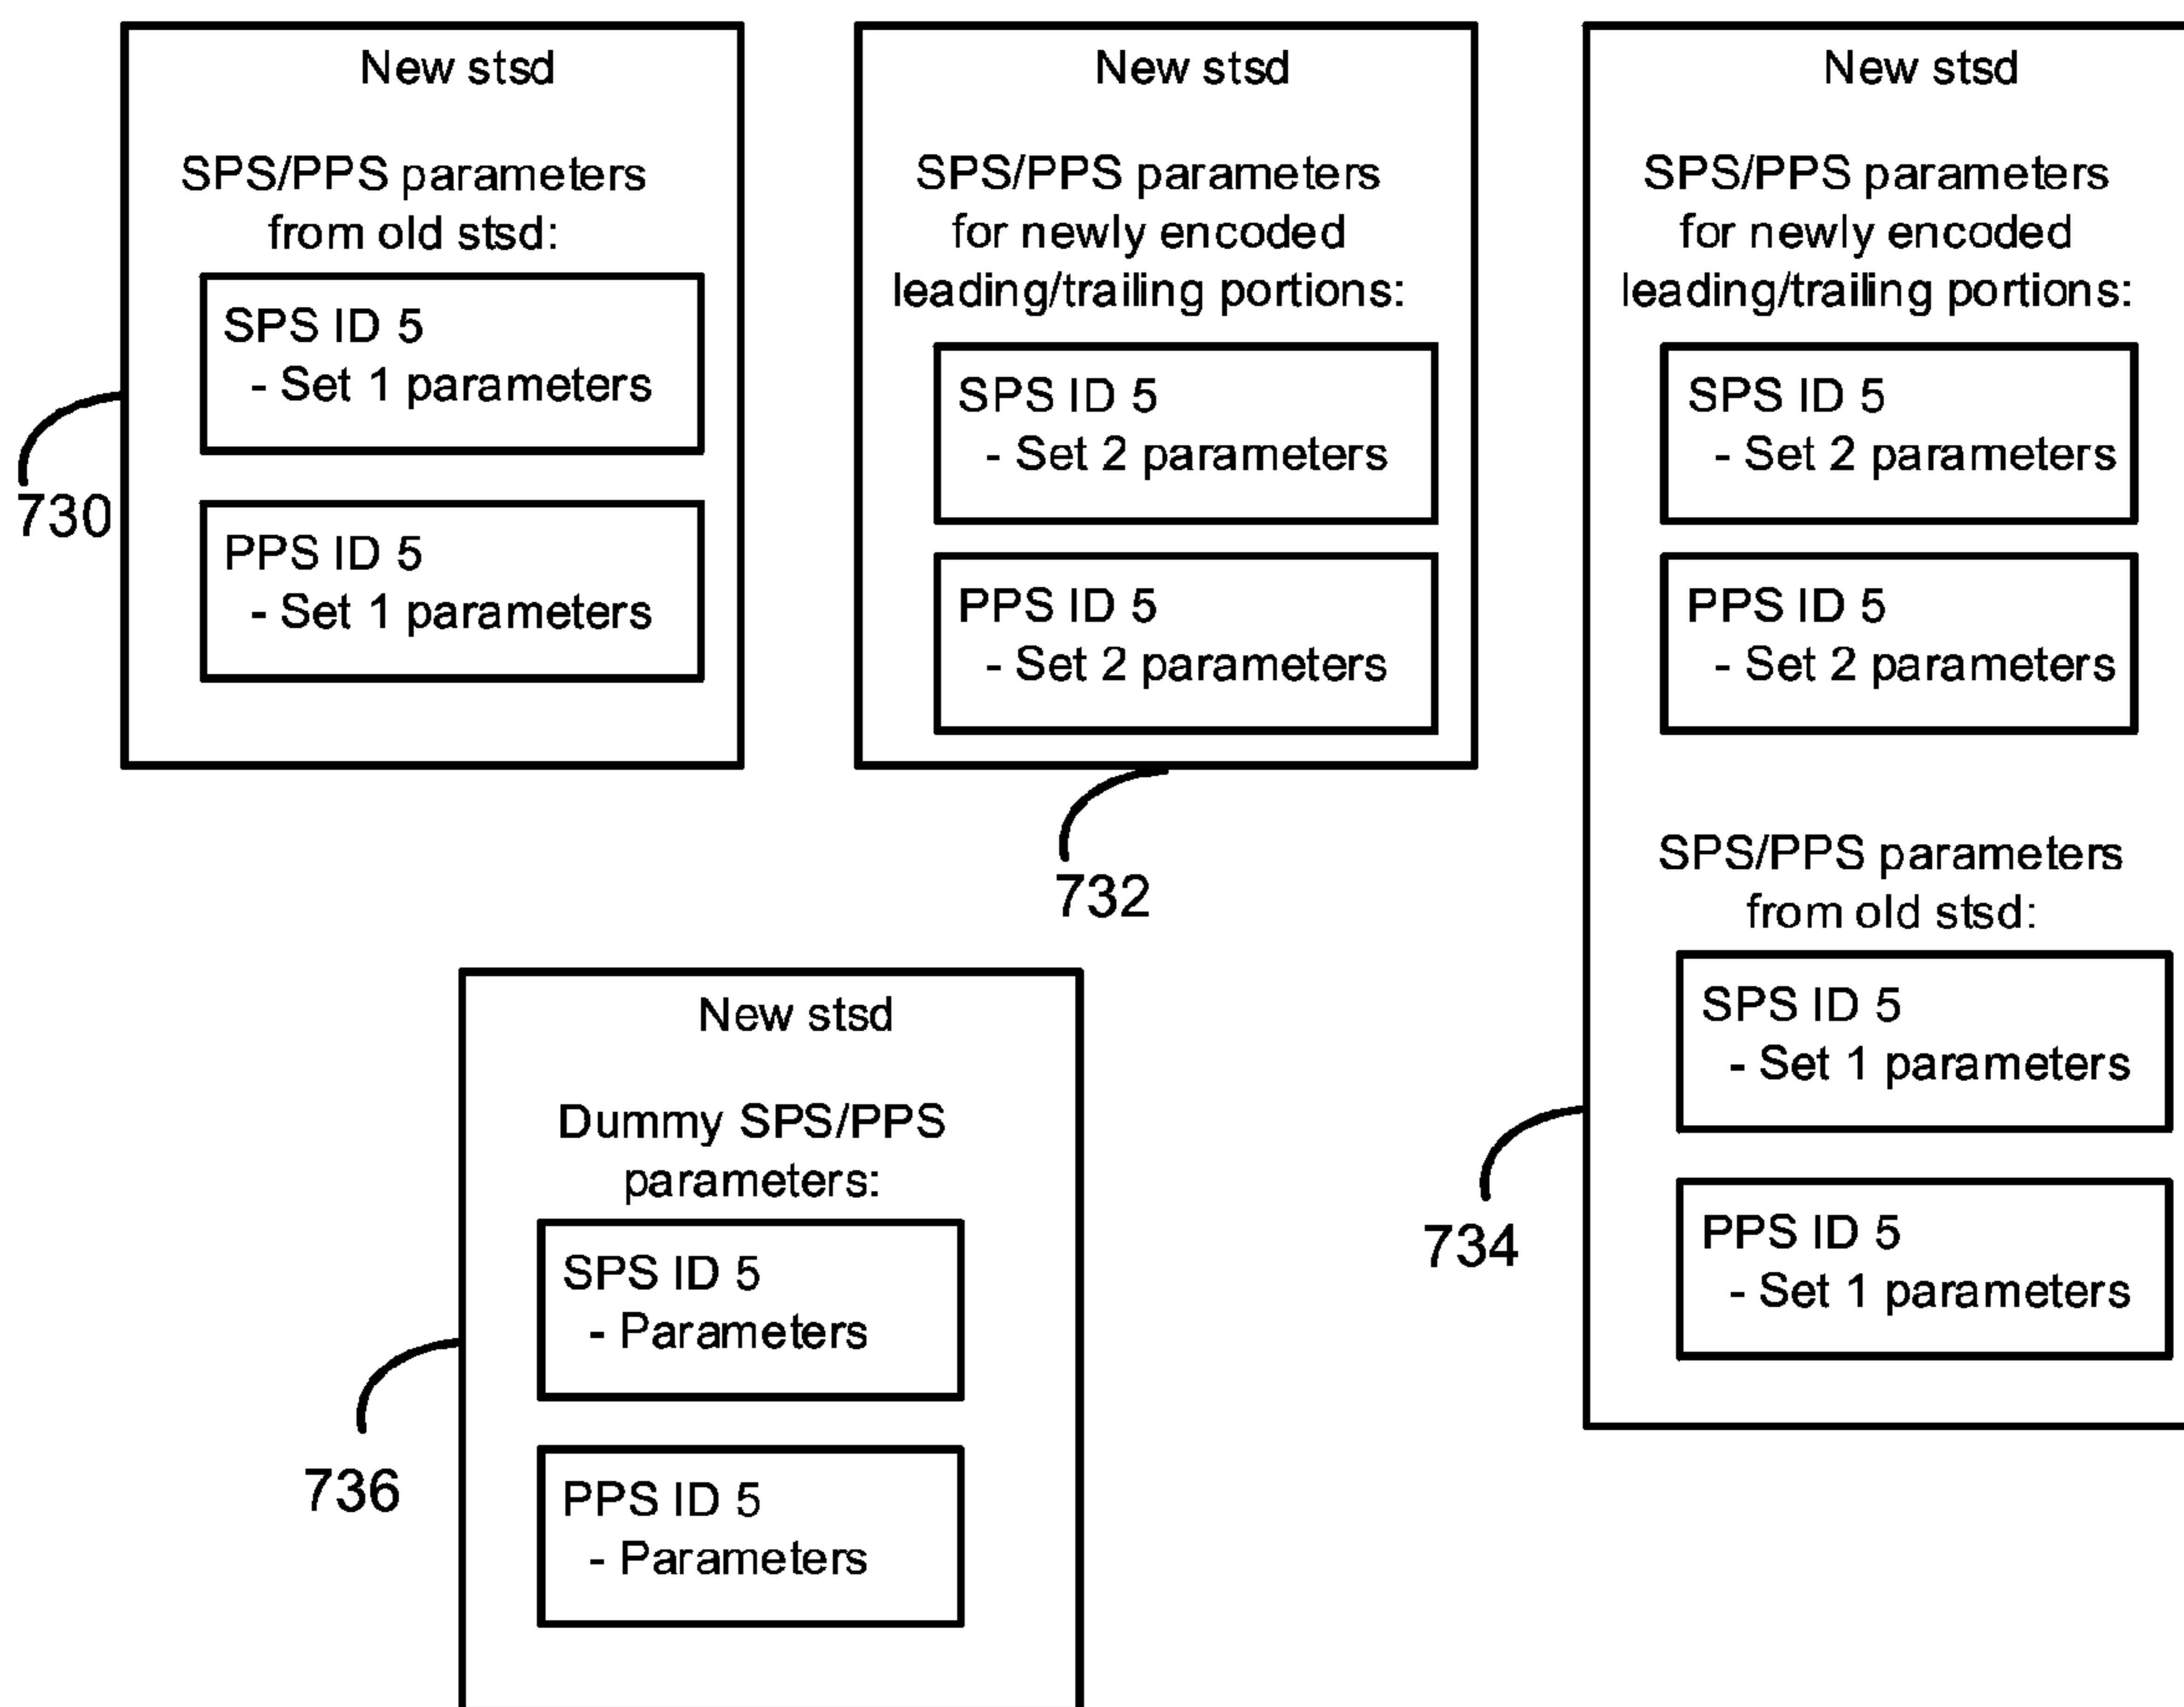 New stsd
SPS/PPS parameters
from old stsd:
SPS ID 5
- Set 1 parameters
PPS ID 5
- Set 1 parameters
730
New stsd
SPS/PPS parameters
for newly encoded
leading/trailing portions:
SPS ID 5
- Set 2 parameters
PPS ID 5
- Set 2 parameters
732
New stsd
SPS/PPS parameters
for newly encoded
leading/trailing portions:
SPS ID 5
- Set 2 parameters
PPS ID 5
- Set 2 parameters
SPS/PPS parameters
from old stsd:
SPS ID 5
- Set 1 parameters
PPS ID 5
- Set 1 parameters
734
New stsd
Dummy SPS/PPS
parameters:
SPS ID 5
- Parameters
PPS ID 5
- Parameters
736